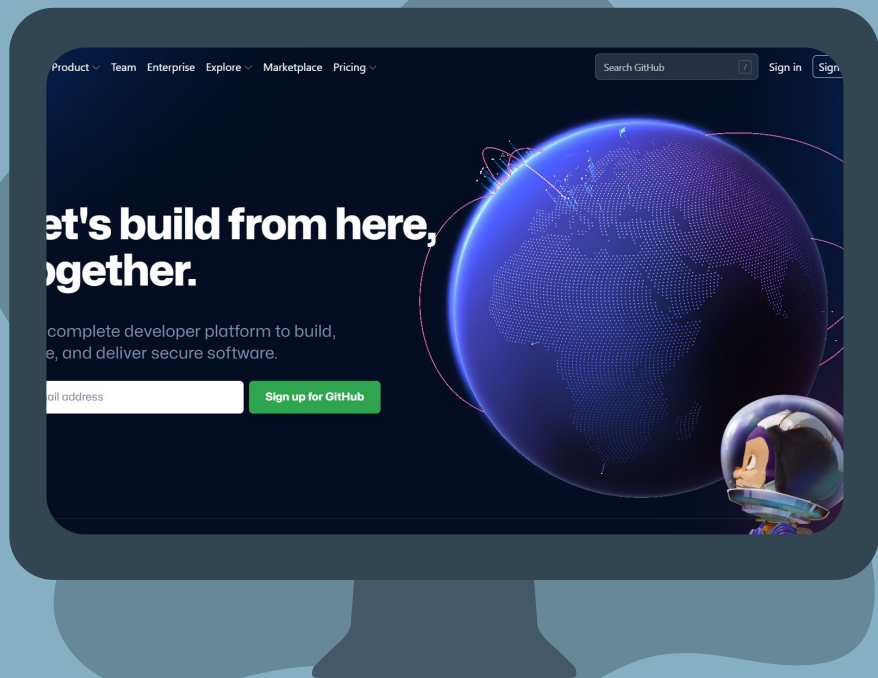 Product Team Enterprise Explore Marketplace Pricing Search GitHub / Sign in Sign
et's build from here,
ogether.
complete developer platform to build,
e, and deliver secure software.
ail address Sign up for GitHub